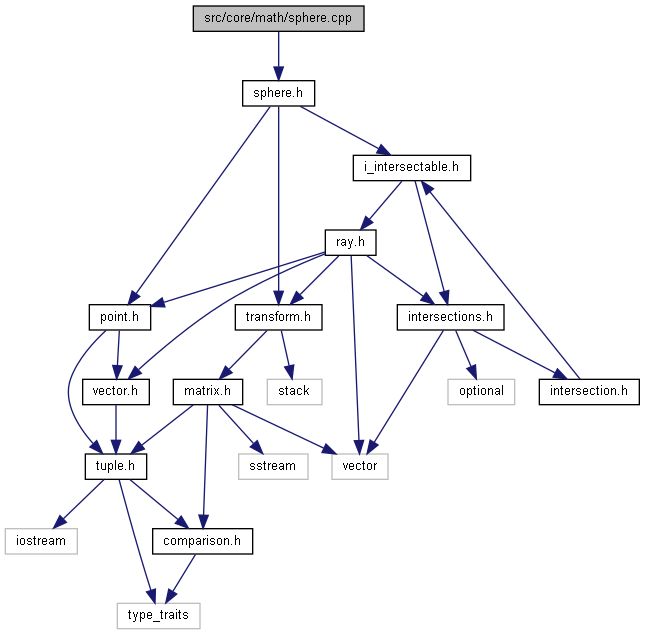 src/core/math/sphere.cpp
sphere.h
i_intersectable.h
ray.h
point.h
transform.h
intersections.h
vector.h
matrix.h
stack
optional
intersection.h
tuple.h
sstream
vector
iostream
comparison.h
type_traits